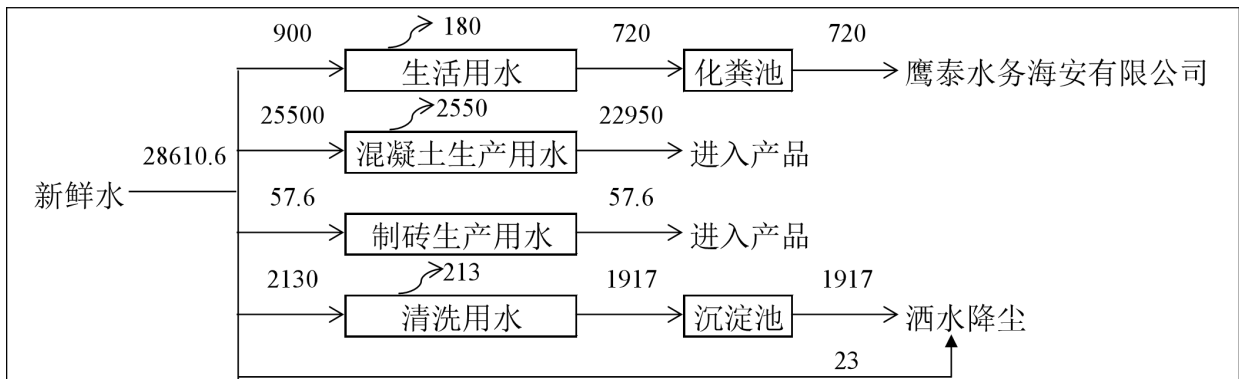 180
900 720 720
生活用水 化粪池 鹰泰水务海安有限公司
2550
25500 22950
28610.6 混凝土生产用水 进入产品
新鲜水
57.6 57.6
制砖生产用水 进入产品
213
2130 1917 1917
清洗用水 沉淀池 洒水降尘
23